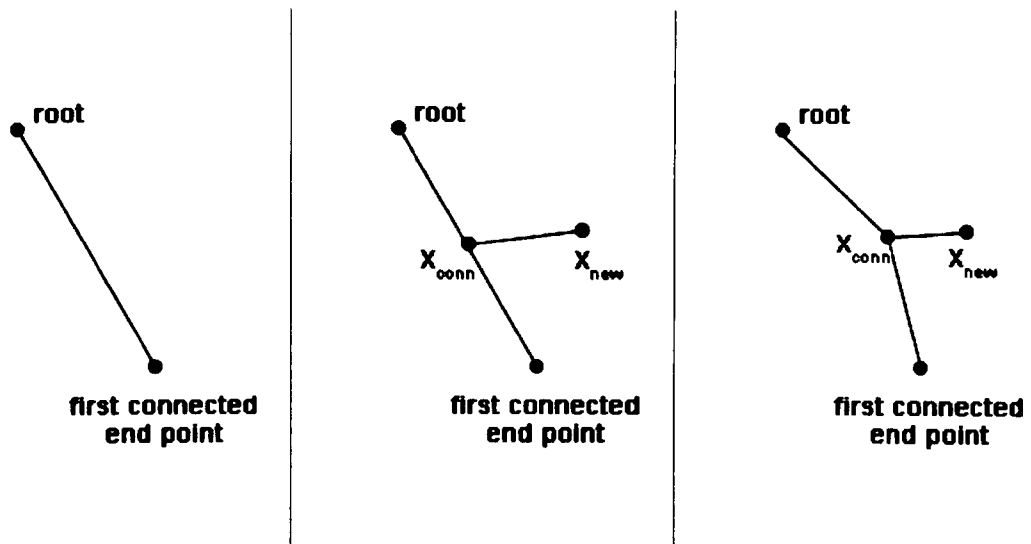 root
first connected
end point
root
X_conn
X_new
first connected
end point
root
X_conn
X_new
first connected
end point